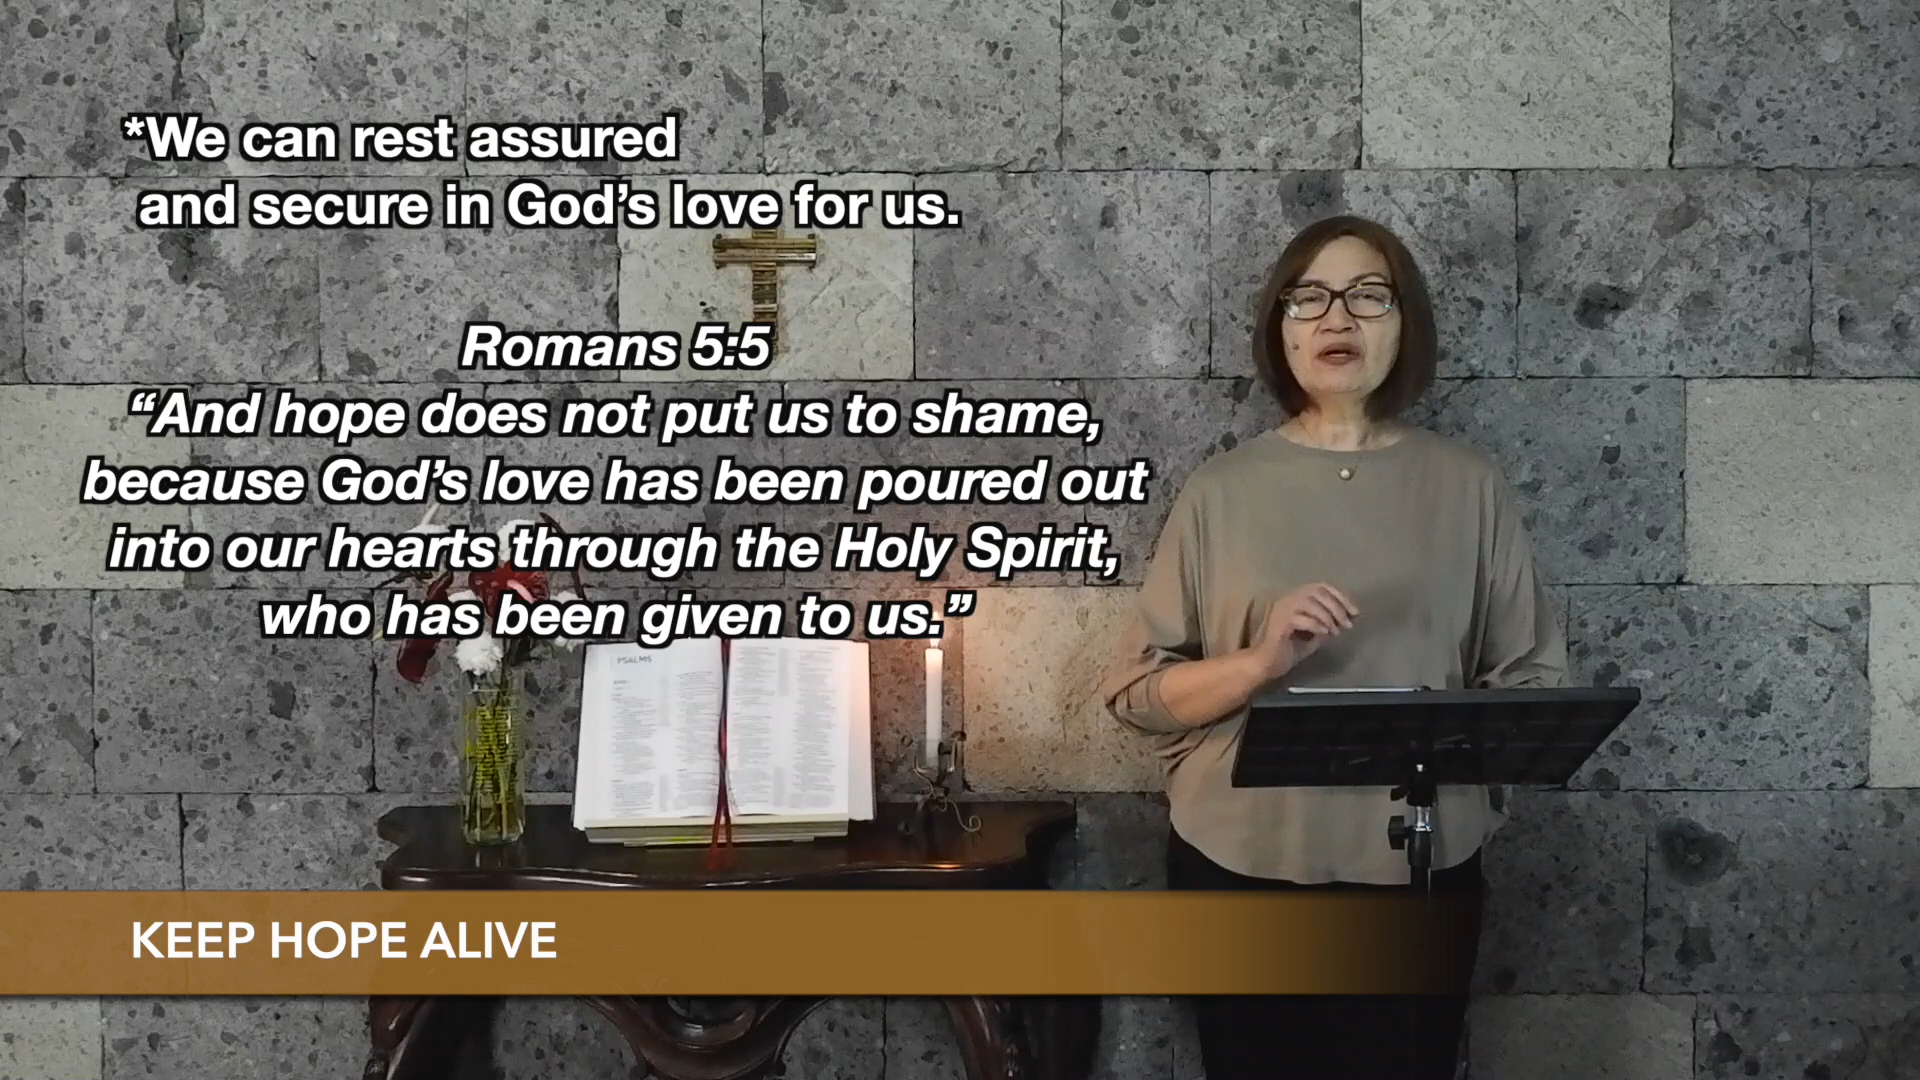 *We can rest assured
and secure in God’s love for us.
Romans 5:5
“And hope does not put us to shame,
because God’s love has been poured out
into our hearts through the Holy Spirit,
who has been given to us.”
PSALMS
KEEP HOPE ALIVE